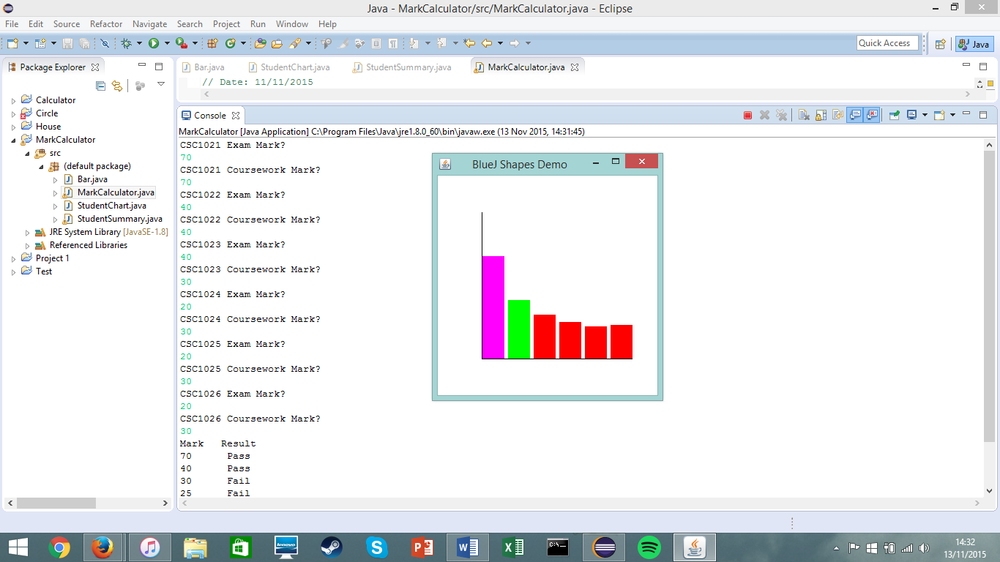 Java - MarkCalculator/src/MarkCalculator.java - Eclipse
File Edit Source Refactor Navigate Search Project Run Window Help
Quick Access
Java
Package Explorer
Calculator
Circle
House
MarkCalculator
src
(default package)
Bar.java
MarkCalculator.java
StudentChart.java
StudentSummary.java
JRE System Library [JavaSE-1.8]
Referenced Libraries
Project 1
Test
Bar.java StudentChart.java StudentSummary.java MarkCalculator.java
// Date: 11/11/2015
Console
MarkCalculator [Java Application] C:\Program Files\Java\jre1.8.0_60\bin\javaw.exe (13 Nov 2015, 14:31:45)
CSC1021 Exam Mark?
70
CSC1021 Coursework Mark?
70
CSC1022 Exam Mark?
40
CSC1022 Coursework Mark?
40
CSC1023 Exam Mark?
40
CSC1023 Coursework Mark?
30
CSC1024 Exam Mark?
20
CSC1024 Coursework Mark?
30
CSC1025 Exam Mark?
20
CSC1025 Coursework Mark?
30
CSC1026 Exam Mark?
20
CSC1026 Coursework Mark?
30
Mark Result
70 Pass
40 Pass
30 Fail
25 Fail
BlueJ Shapes Demo
lenovo
C:\_
14:32
13/11/2015